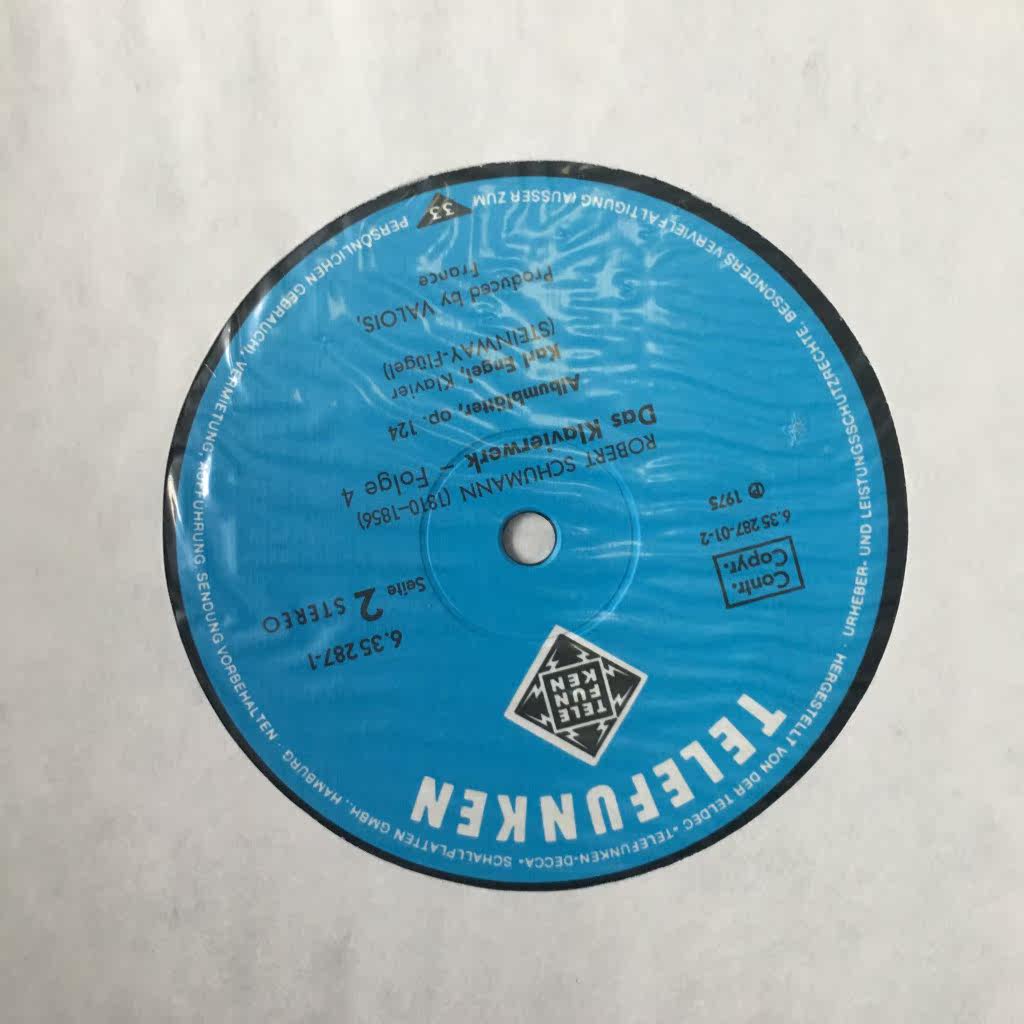 TELEFUNKEN
TELE
FUN
KEN
Contr.
Copyr.
6.35 287-01-2
℗ 1975
6.35 287-1
Seite 2 STEREO
ROBERT SCHUMANN (1810–1856)
Das Klavierwerk – Folge 4
Albumblätter, op. 124
Karl Engel, Klavier
(STEINWAY-Flügel)
Produced by VALOIS,
France
33
HERGESTELLT VON DER TELDEC »TELEFUNKEN-DECCA« SCHALLPLATTEN GMBH., HAMBURG · URHEBER- UND LEISTUNGSSCHUTZRECHTE, BESONDERS VERVIELFÄLTIGUNG (AUSSER ZUM PERSÖNLICHEN GEBRAUCH), VERMIETUNG, AUFFÜHRUNG, SENDUNG VORBEHALTEN ·